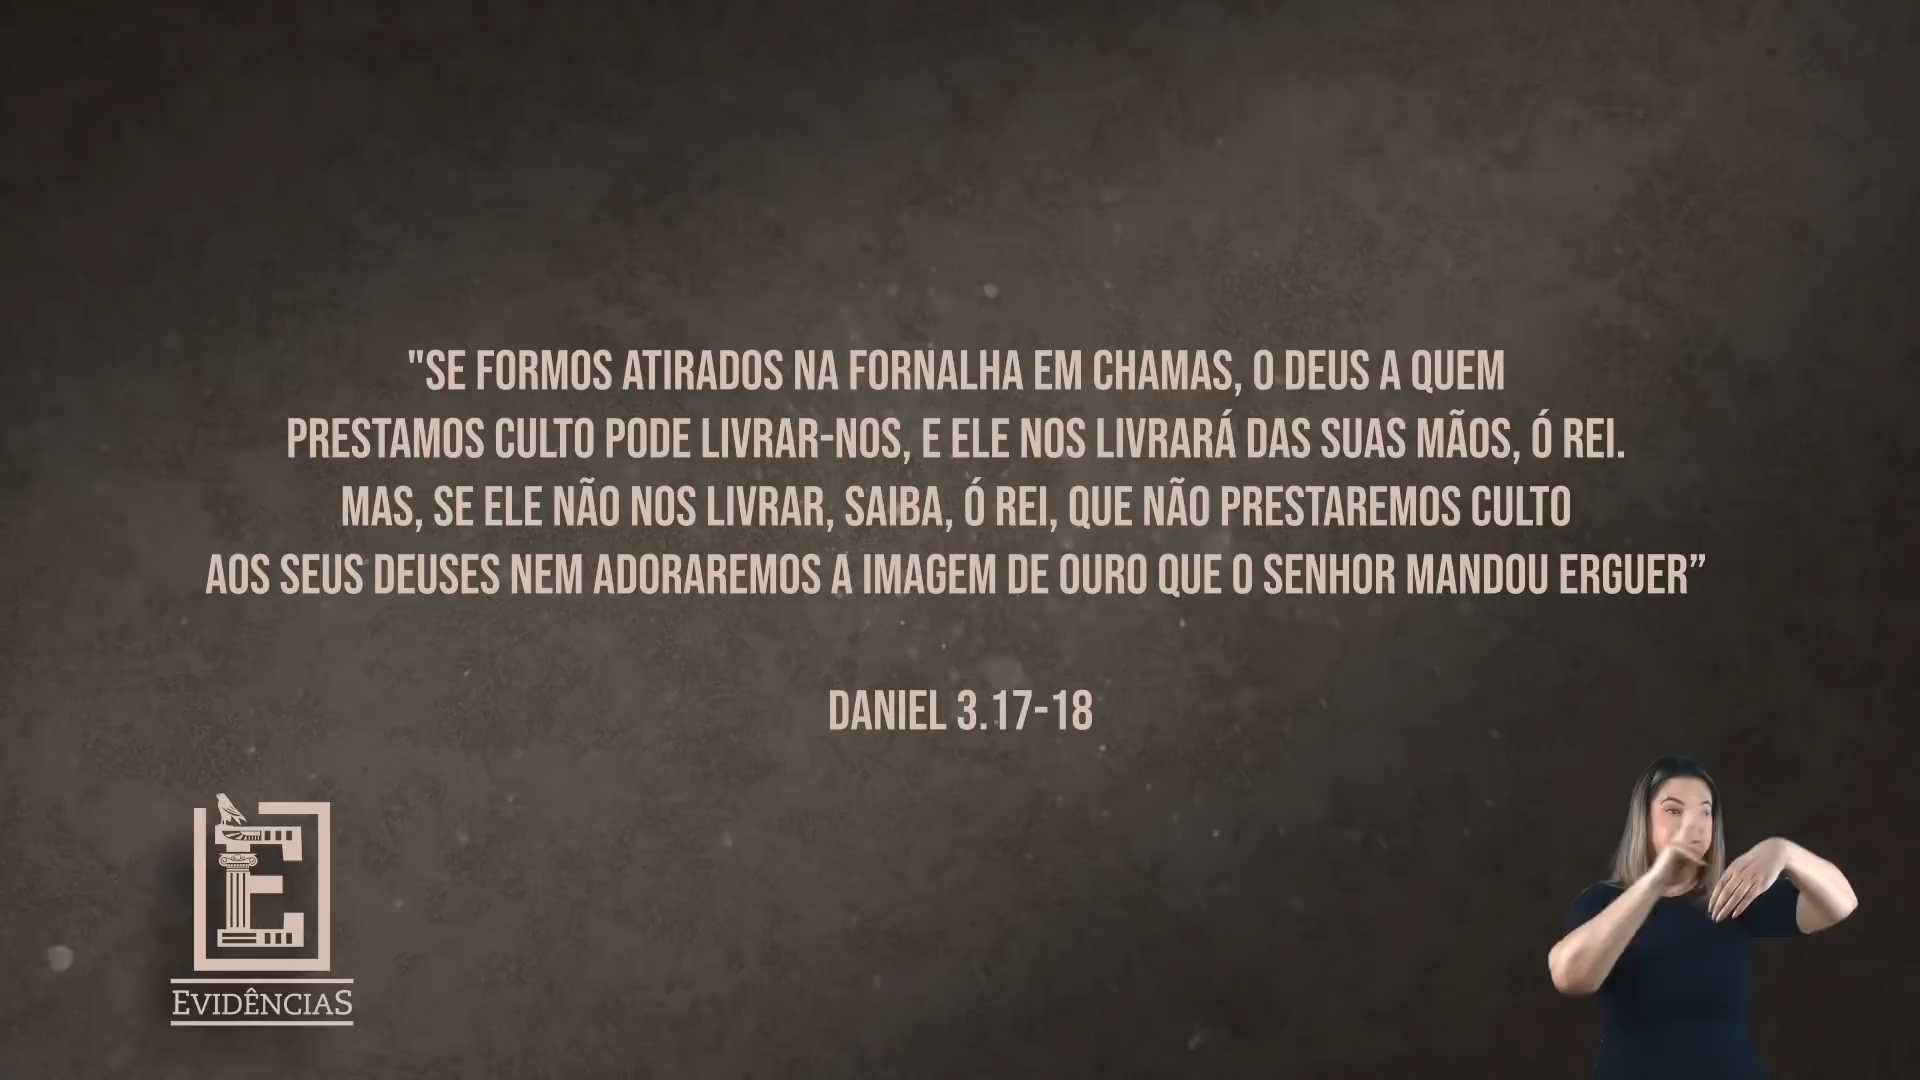 "SE FORMOS ATIRADOS NA FORNALHA EM CHAMAS, O DEUS A QUEM
PRESTAMOS CULTO PODE LIVRAR-NOS, E ELE NOS LIVRARÁ DAS SUAS MÃOS, Ó REI.
MAS, SE ELE NÃO NOS LIVRAR, SAIBA, Ó REI, QUE NÃO PRESTAREMOS CULTO
AOS SEUS DEUSES NEM ADORAREMOS A IMAGEM DE OURO QUE O SENHOR MANDOU ERGUER”
DANIEL 3.17-18
E
EVIDÊNCIAS